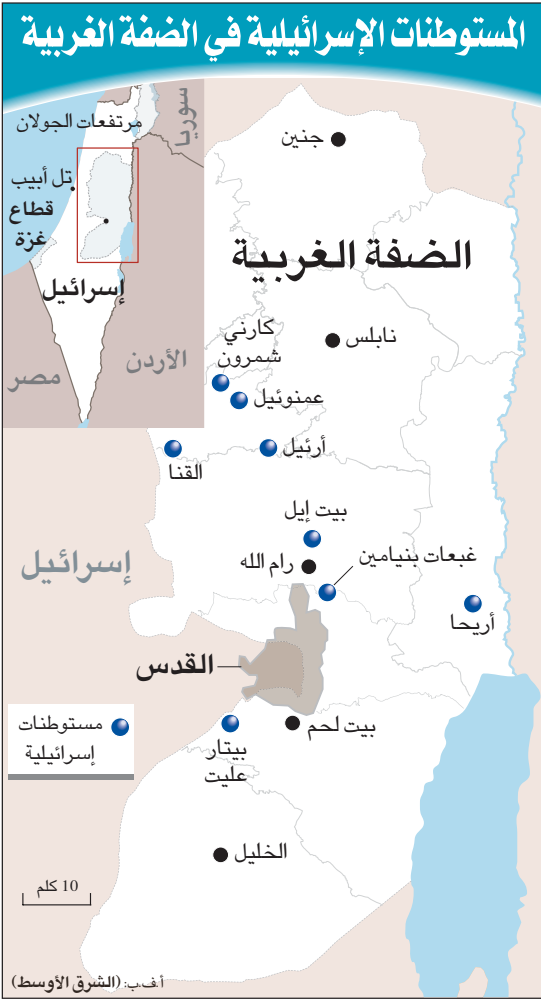 المستوطنات الإسرائيلية في الضفة الغربية
سوريا
مرتفعات الجولان
تل أبيب
قطاع
غزة
إسرائيل
الأردن
مصر
جنين
الضفة الغربية
كارني
شمرون
نابلس
عمنوئيل
أرئيل
القنا
بيت إيل
غبعات بنيامين
رام الله
إسرائيل
أريحا
القدس
مستوطنات
إسرائيلية
بيت لحم
بيتار
عليت
الخليل
10 كلم
أ.ف.ب: (الشرق الأوسط)